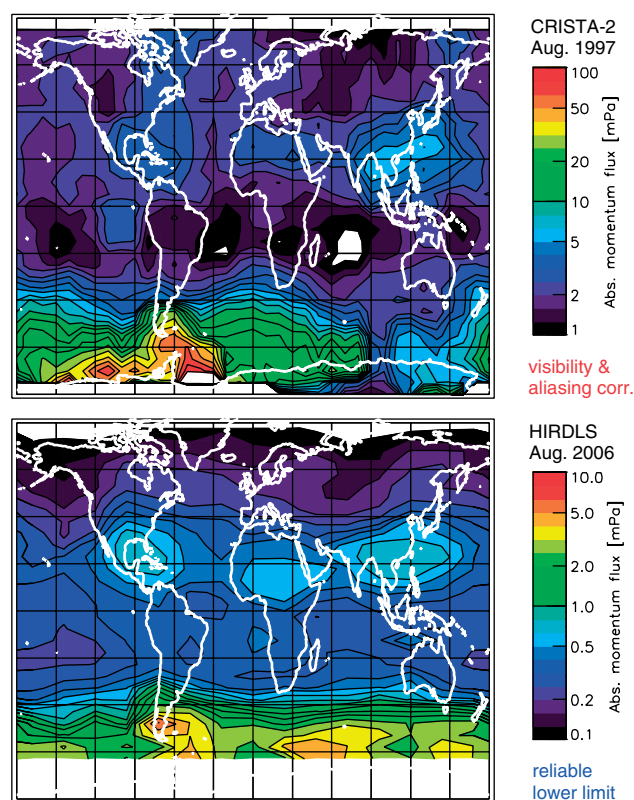 CRISTA-2
Aug. 1997
100
50
20
10
5
2
1
Abs. momentum flux [mPa]
visibility &
aliasing corr.
HIRDLS
Aug. 2006
10.0
5.0
2.0
1.0
0.5
0.2
0.1
Abs. momentum flux [mPa]
reliable
lower limit